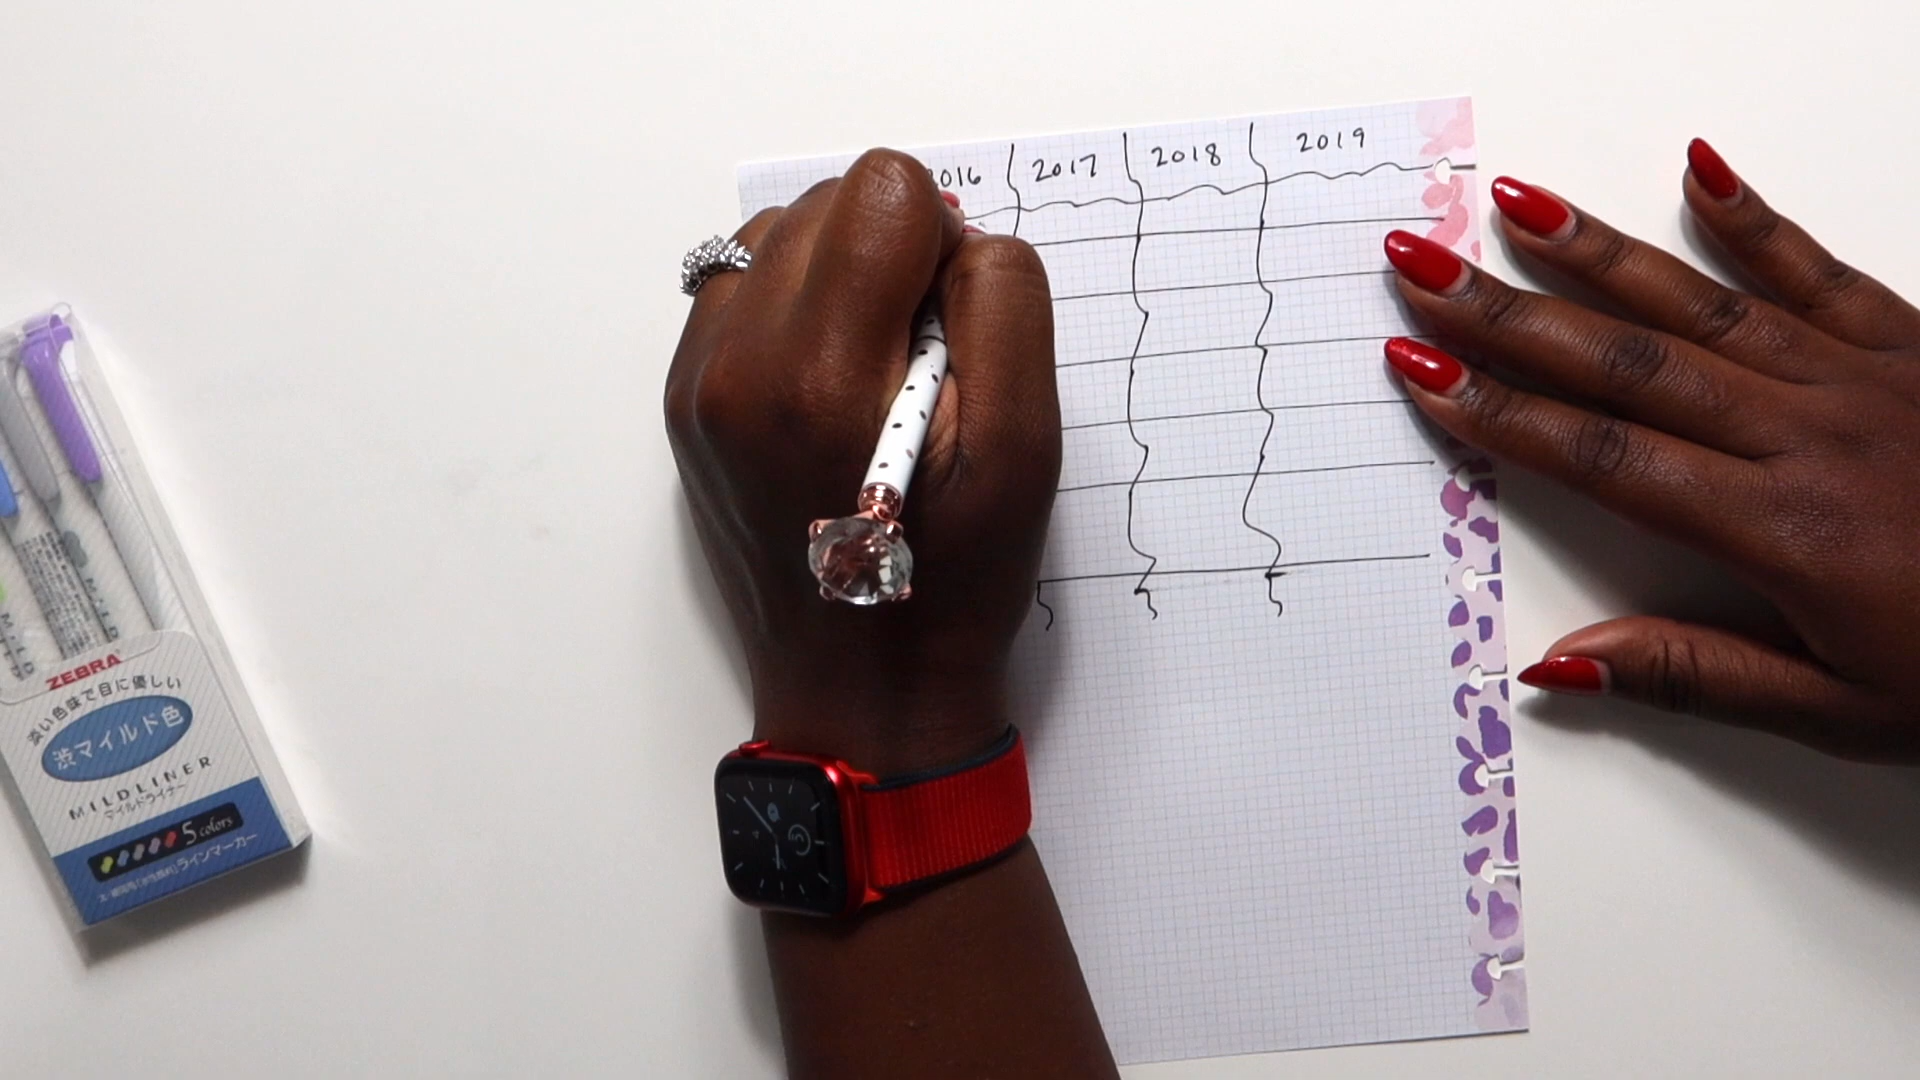 2016 2017 2018 2019
ZEBRA
淡い色味で目に優しい
渋マイルド色
MILDLINER
マイルドライナー
5 colors
ラインマーカー